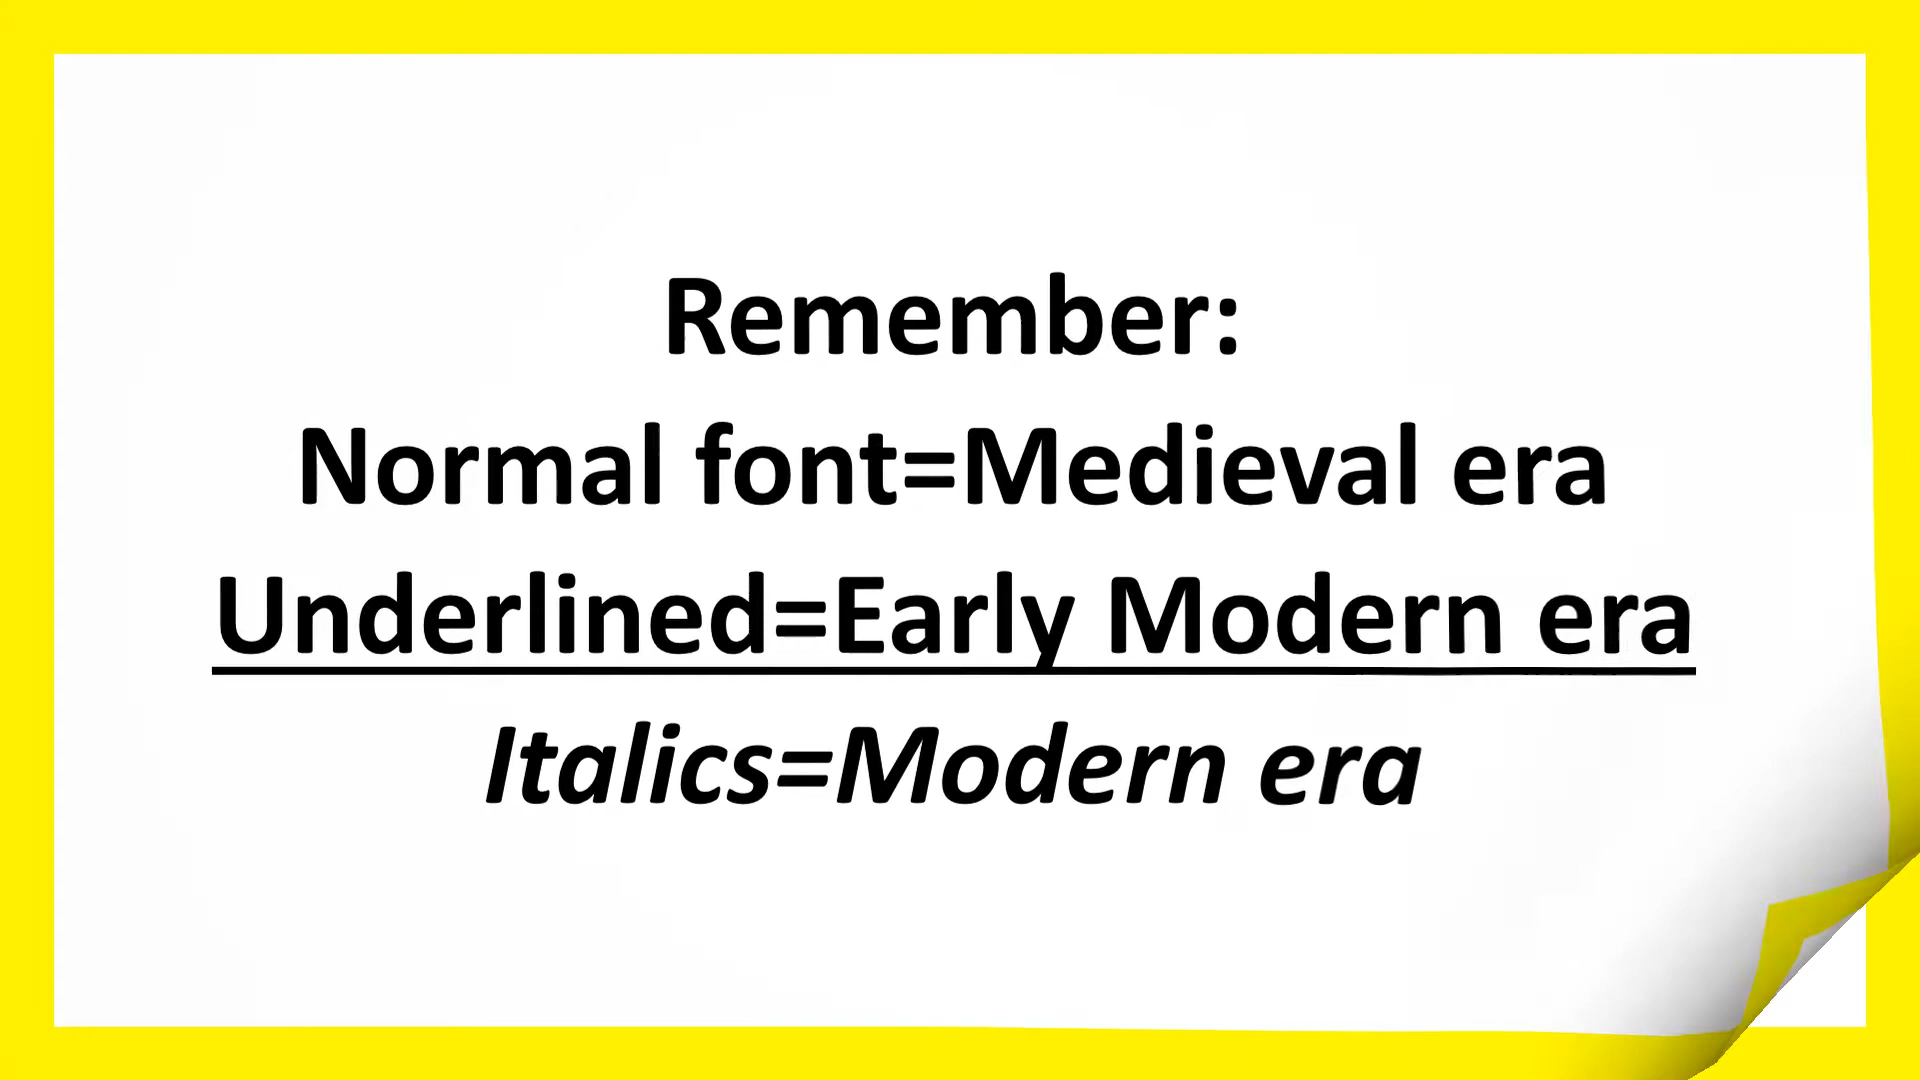 Remember:
Normal font=Medieval era
Underlined=Early Modern era
Italics=Modern era